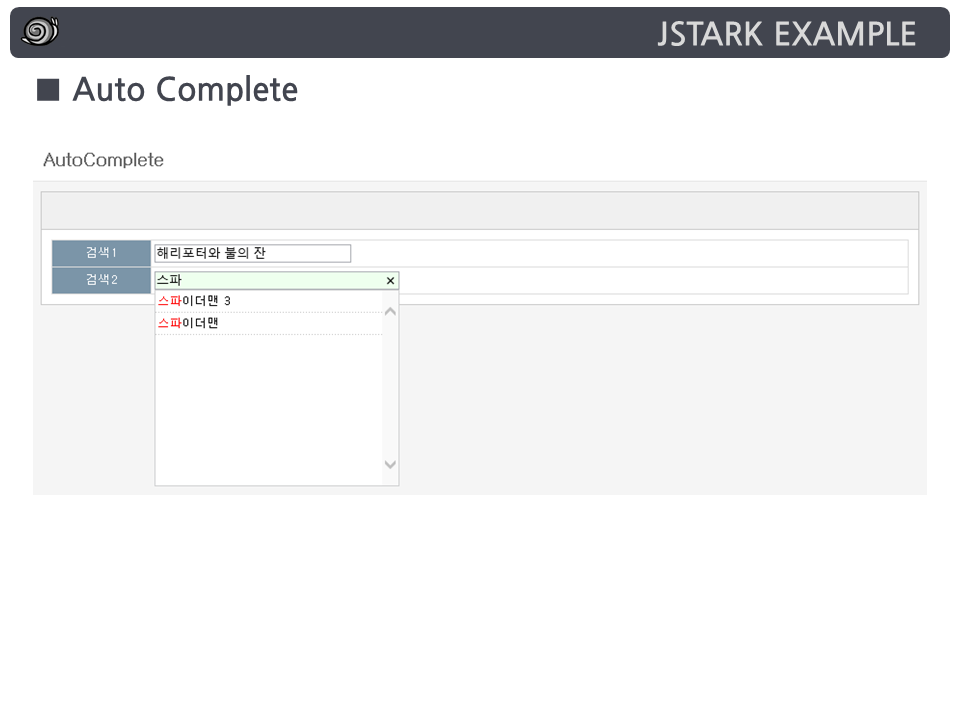 JSTARK EXAMPLE
■ Auto Complete
AutoComplete
검색1 해리포터와 불의 잔
검색2 스파 ×
스파이더맨 3
스파이더맨